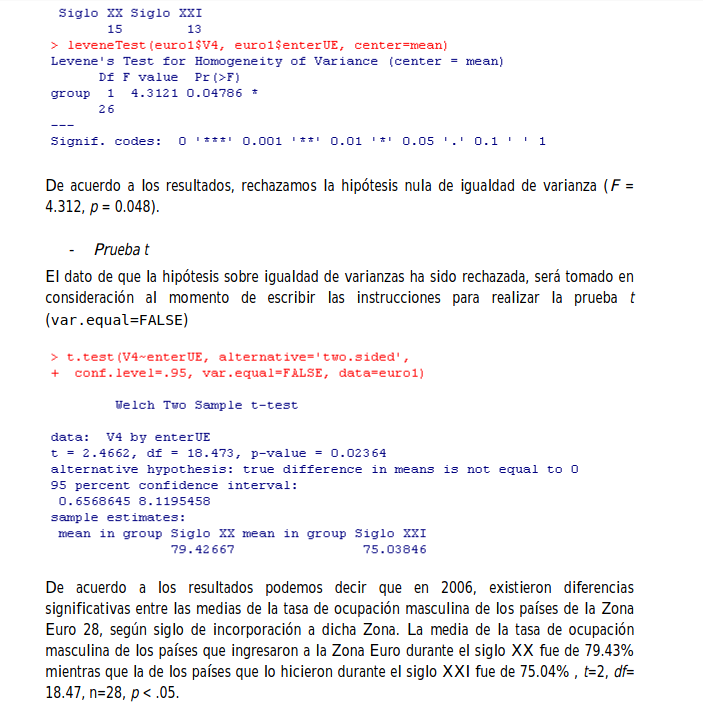 Siglo XX Siglo XXI
15 13
> leveneTest(euro1$V4, euro1$enterUE, center=mean)
Levene's Test for Homogeneity of Variance (center = mean)
Df F value Pr(>F)
group 1 4.3121 0.04786 *
26
---
Signif. codes: 0 '***' 0.001 '**' 0.01 '*' 0.05 '.' 0.1 ' ' 1
De acuerdo a los resultados, rechazamos la hipótesis nula de igualdad de varianza (F =
4.312, p = 0.048).
- Prueba t
El dato de que la hipótesis sobre igualdad de varianzas ha sido rechazada, será tomado en
consideración al momento de escribir las instrucciones para realizar la prueba t
(var.equal=FALSE)
> t.test(V4~enterUE, alternative='two.sided',
+ conf.level=.95, var.equal=FALSE, data=euro1)
Welch Two Sample t-test
data: V4 by enterUE
t = 2.4662, df = 18.473, p-value = 0.02364
alternative hypothesis: true difference in means is not equal to 0
95 percent confidence interval:
0.6568645 8.1195458
sample estimates:
mean in group Siglo XX mean in group Siglo XXI
79.42667 75.03846
De acuerdo a los resultados podemos decir que en 2006, existieron diferencias
significativas entre las medias de la tasa de ocupación masculina de los países de la Zona
Euro 28, según siglo de incorporación a dicha Zona. La media de la tasa de ocupación
masculina de los países que ingresaron a la Zona Euro durante el siglo XX fue de 79.43%
mientras que la de los países que lo hicieron durante el siglo XXI fue de 75.04% , t=2, df=
18.47, n=28, p < .05.